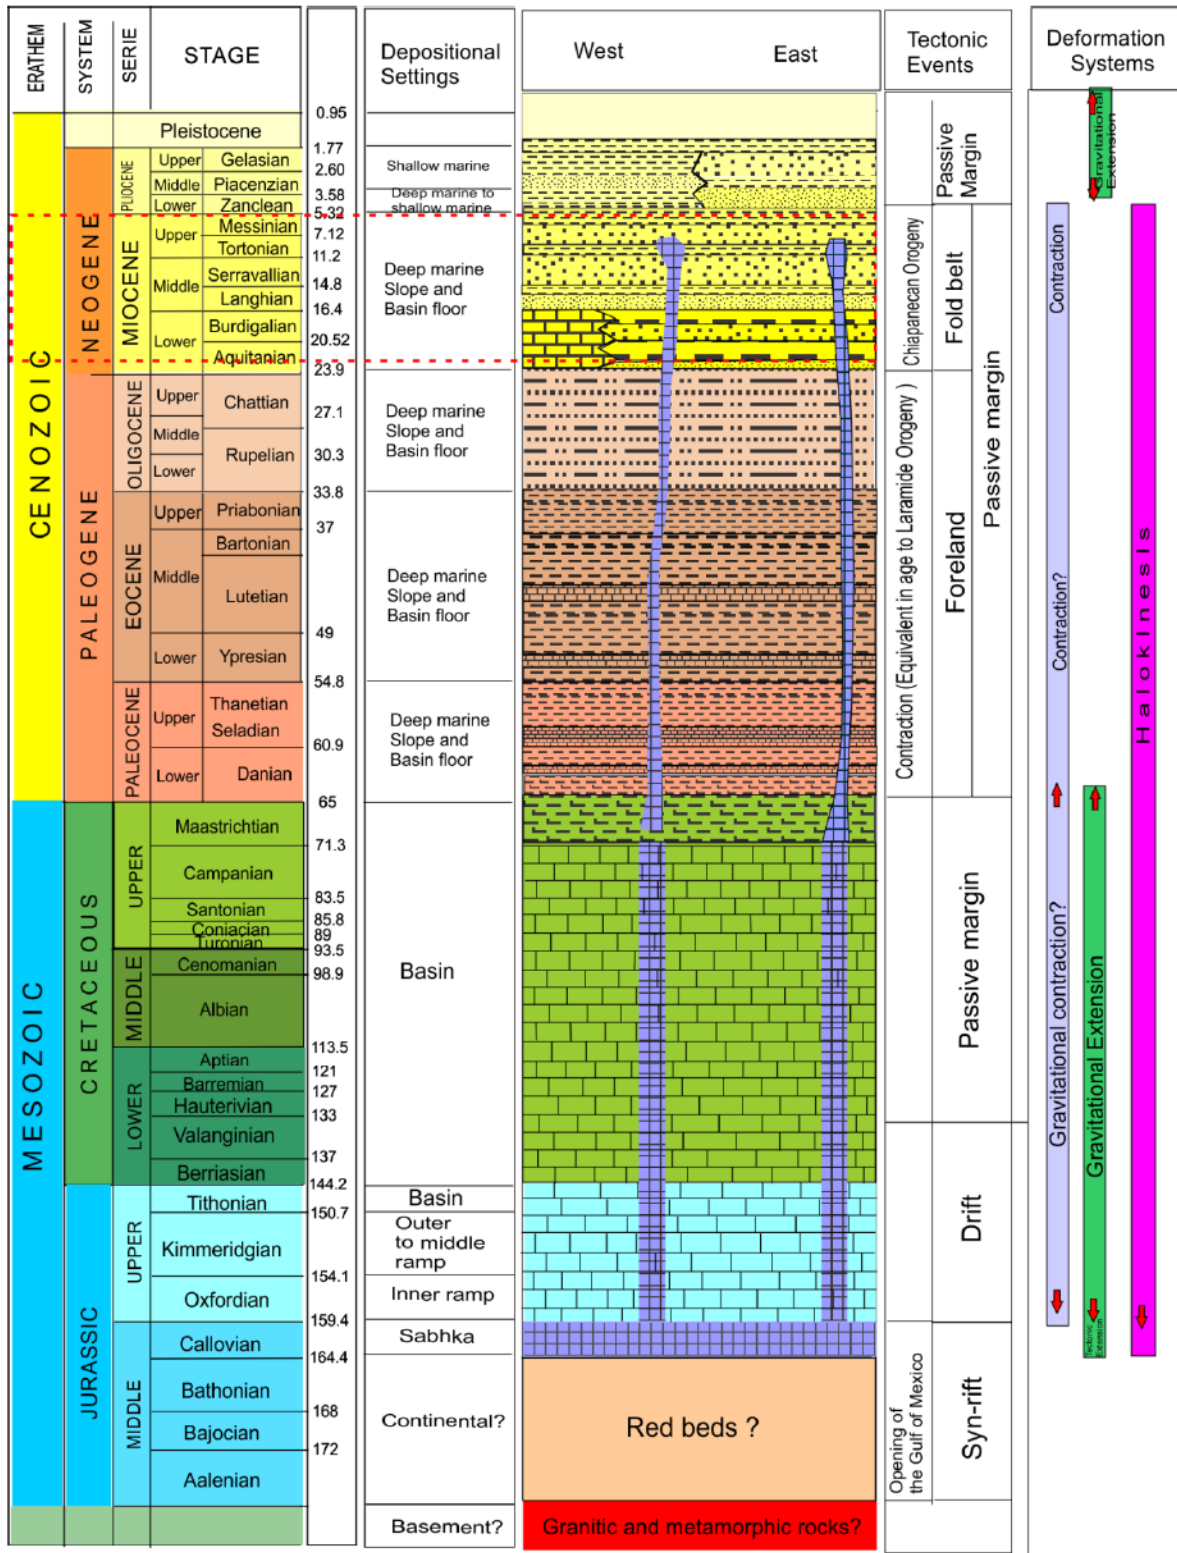 ERATHEM
SYSTEM
SERIE
STAGE
Depositional
Settings
West
East
Tectonic
Events
Deformation
Systems
CENOZOIC
MESOZOIC
NEOGENE
PALEOGENE
CRETACEOUS
JURASSIC
PLIOCENE
MIOCENE
OLIGOCENE
EOCENE
PALEOCENE
UPPER
MIDDLE
LOWER
UPPER
MIDDLE
Pleistocene
Upper
Gelasian
Middle
Piacenzian
Lower
Zanclean
Upper
Messinian
Tortonian
Middle
Serravallian
Langhian
Lower
Burdigalian
Aquitanian
Upper
Chattian
Middle
Rupelian
Lower
Upper
Priabonian
Middle
Bartonian
Lutetian
Lower
Ypresian
Upper
Thanetian
Seladian
Lower
Danian
Maastrichtian
Campanian
Santonian
Coniacian
Turonian
Cenomanian
Albian
Aptian
Barremian
Hauterivian
Valanginian
Berriasian
Tithonian
Kimmeridgian
Oxfordian
Callovian
Bathonian
Bajocian
Aalenian
0.95
1.77
2.60
3.58
5.32
7.12
11.2
14.8
16.4
20.52
23.9
27.1
30.3
33.8
37
49
54.8
60.9
65
71.3
83.5
85.8
89
93.5
98.9
113.5
121
127
133
137
144.2
150.7
154.1
159.4
164.4
168
172
Shallow marine
Deep marine to
shallow marine
Deep marine
Slope and
Basin floor
Deep marine
Slope and
Basin floor
Deep marine
Slope and
Basin floor
Deep marine
Slope and
Basin floor
Basin
Basin
Outer
to middle
ramp
Inner ramp
Sabhka
Continental?
Basement?
Red beds ?
Granitic and metamorphic rocks?
Passive
Margin
Chiapanecan Orogeny
Fold belt
Contraction (Equivalent in age to Laramide Orogeny )
Foreland
Passive margin
Passive margin
Drift
Opening of
the Gulf of Mexico
Syn-rift
Gravitational
Extension
Contraction
Contraction?
Gravitational contraction?
Gravitational Extension
Tectonic
Extension
Halokinesis